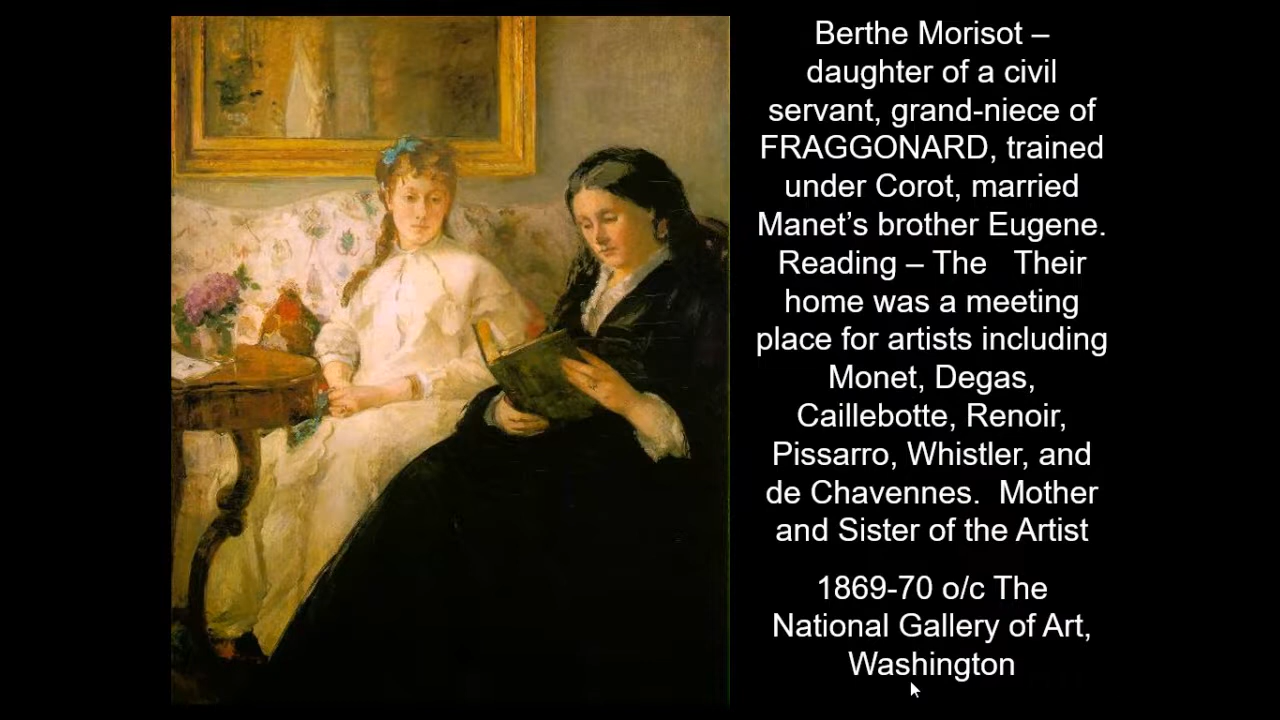 Berthe Morisot –
daughter of a civil
servant, grand-niece of
FRAGGONARD, trained
under Corot, married
Manet’s brother Eugene.
Reading – The   Their
home was a meeting
place for artists including
Monet, Degas,
Caillebotte, Renoir,
Pissarro, Whistler, and
de Chavennes.  Mother
and Sister of the Artist
1869-70 o/c The
National Gallery of Art,
Washington